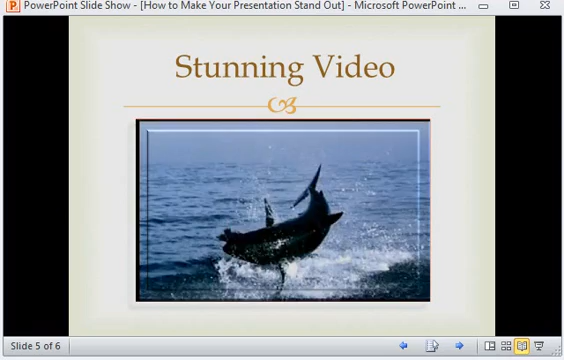 PowerPoint Slide Show - [How to Make Your Presentation Stand Out] - Microsoft PowerPoint ...
Stunning Video
Slide 5 of 6